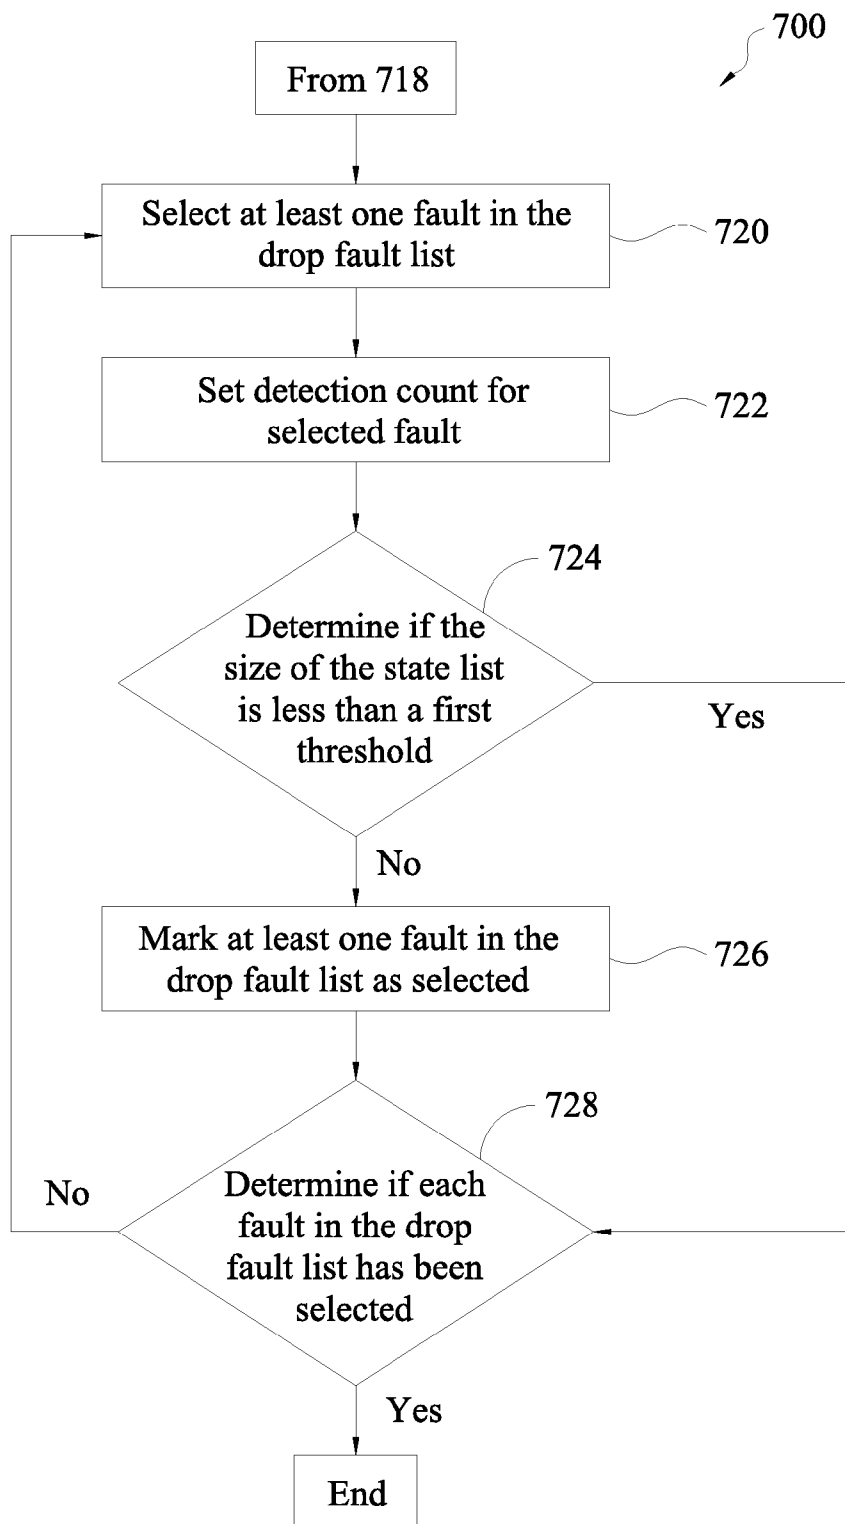 700
From 718
Select at least one fault in the
drop fault list
720
Set detection count for
selected fault
722
724
Determine if the
size of the state list
is less than a first
threshold
Yes
No
Mark at least one fault in the
drop fault list as selected
726
728
No
Determine if each
fault in the drop
fault list has been
selected
Yes
End